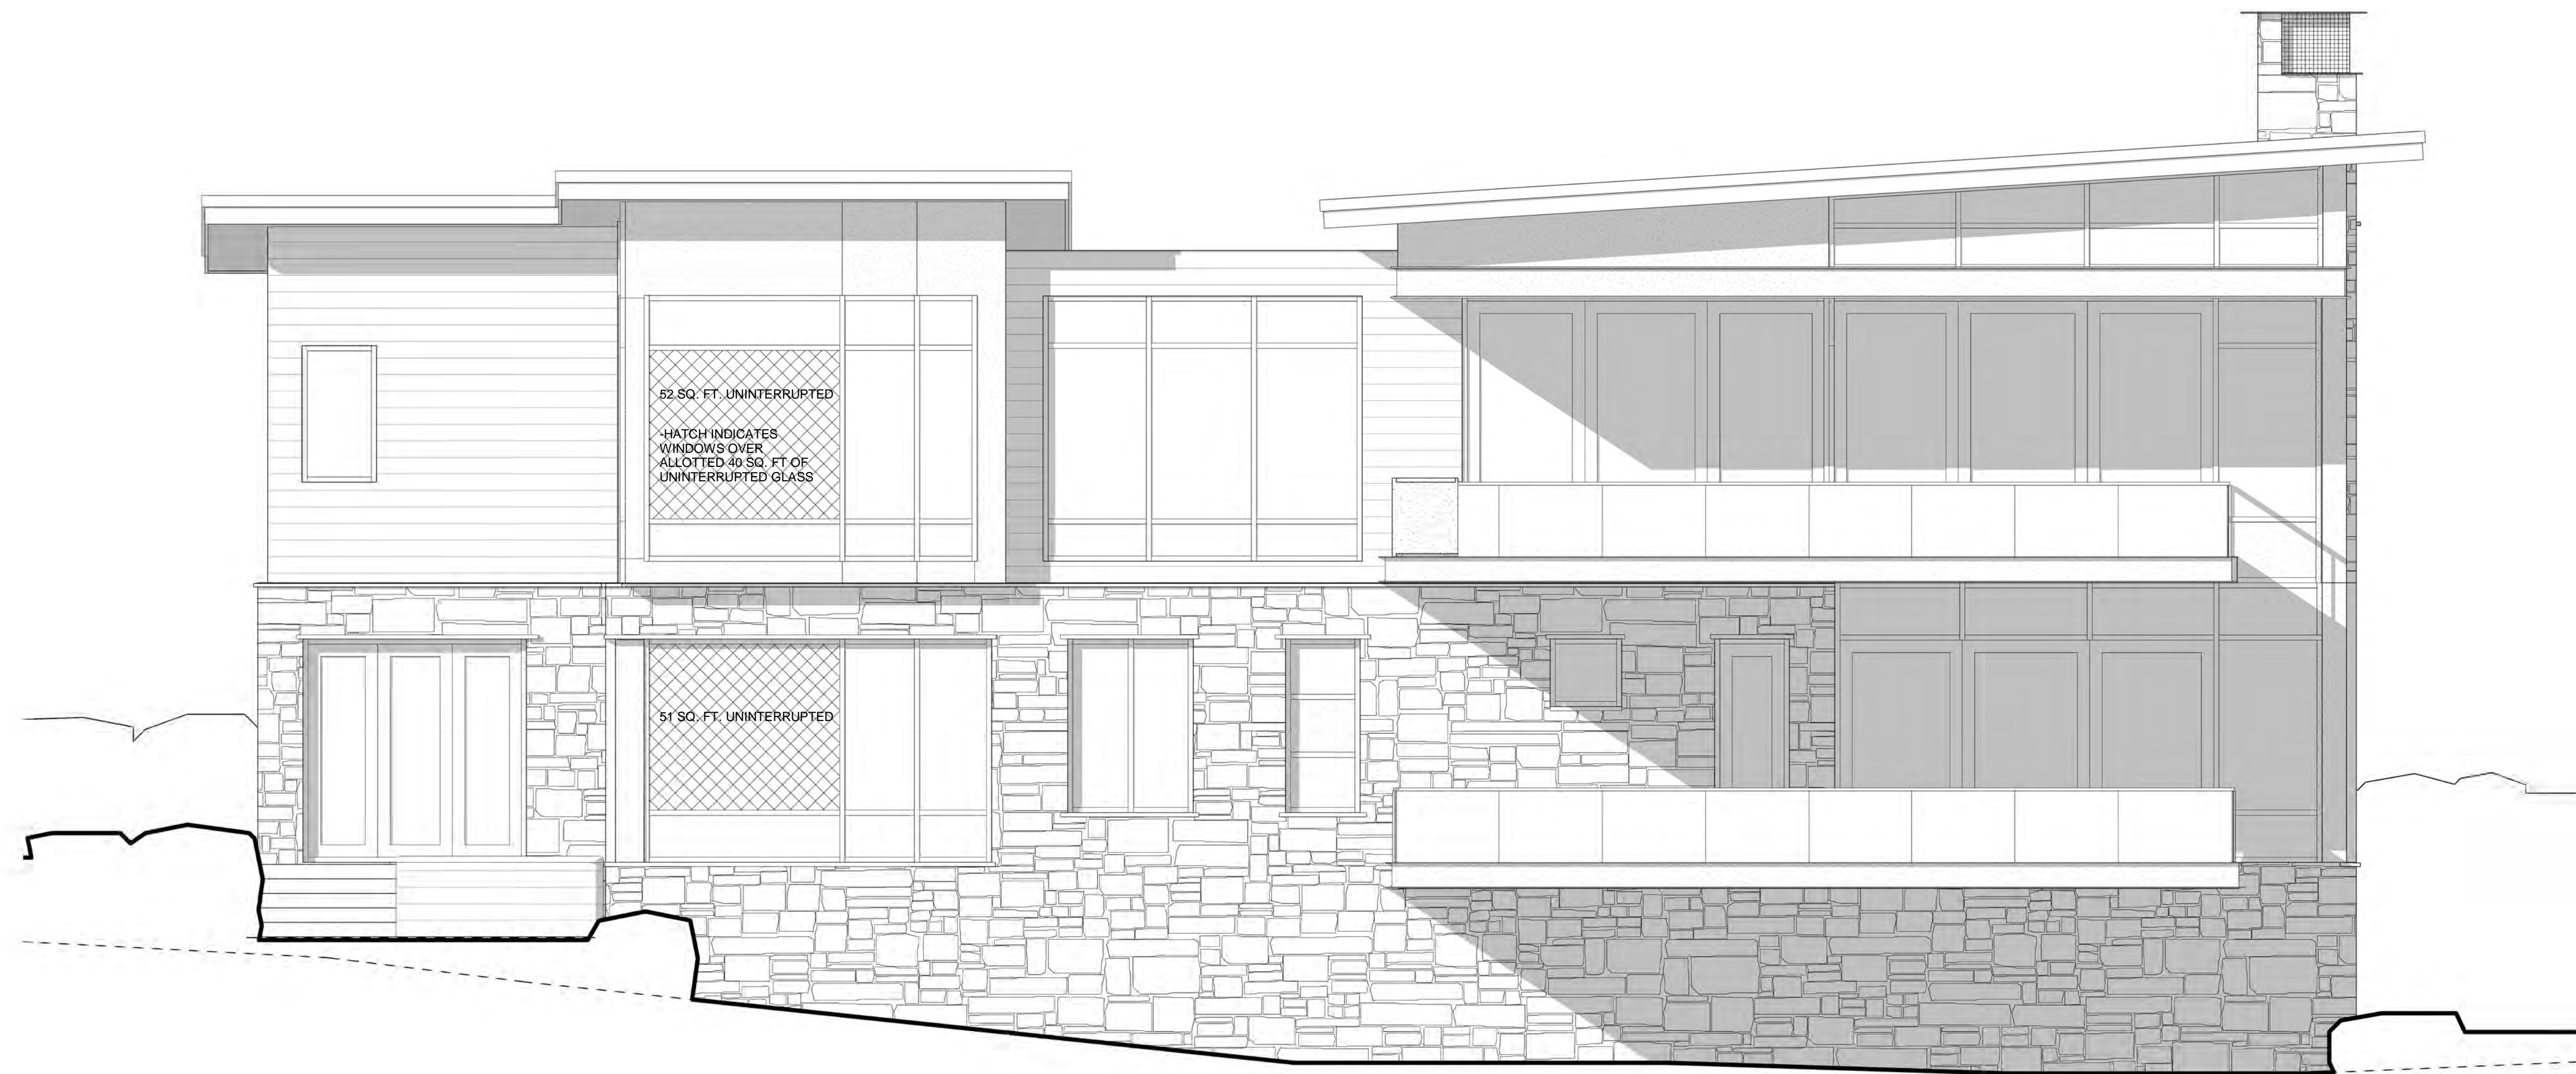 52 SQ. FT. UNINTERRUPTED
-HATCH INDICATES
WINDOWS OVER
ALLOTTED 40 SQ. FT OF
UNINTERRUPTED GLASS
51 SQ. FT. UNINTERRUPTED